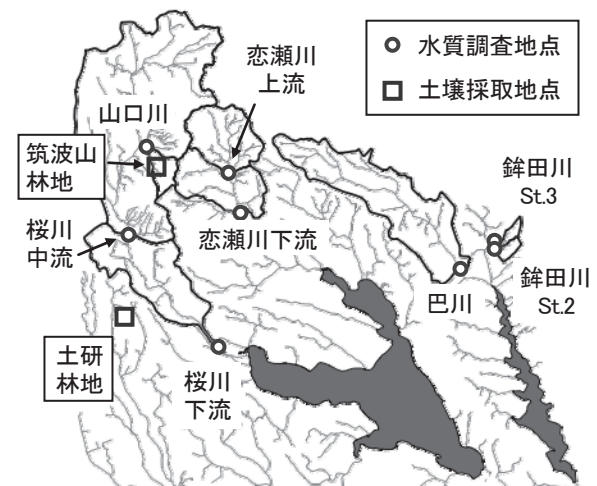 水質調査地点
土壌採取地点
恋瀬川
上流
山口川
筑波山
林地
鉾田川
St.3
桜川
中流
恋瀬川下流
鉾田川
St.2
巴川
土研
林地
桜川
下流